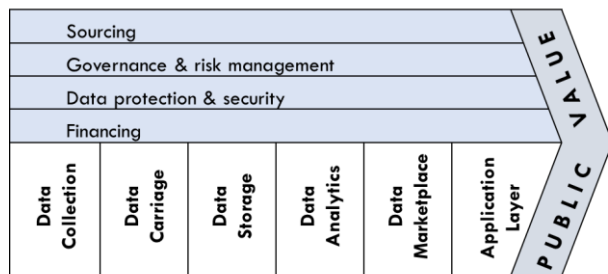 Sourcing
Governance & risk management
Data protection & security
Financing
Data
Collection
Data
Carriage
Data
Storage
Data
Analytics
Data
Marketplace
Application
Layer
PUBLIC VALUE